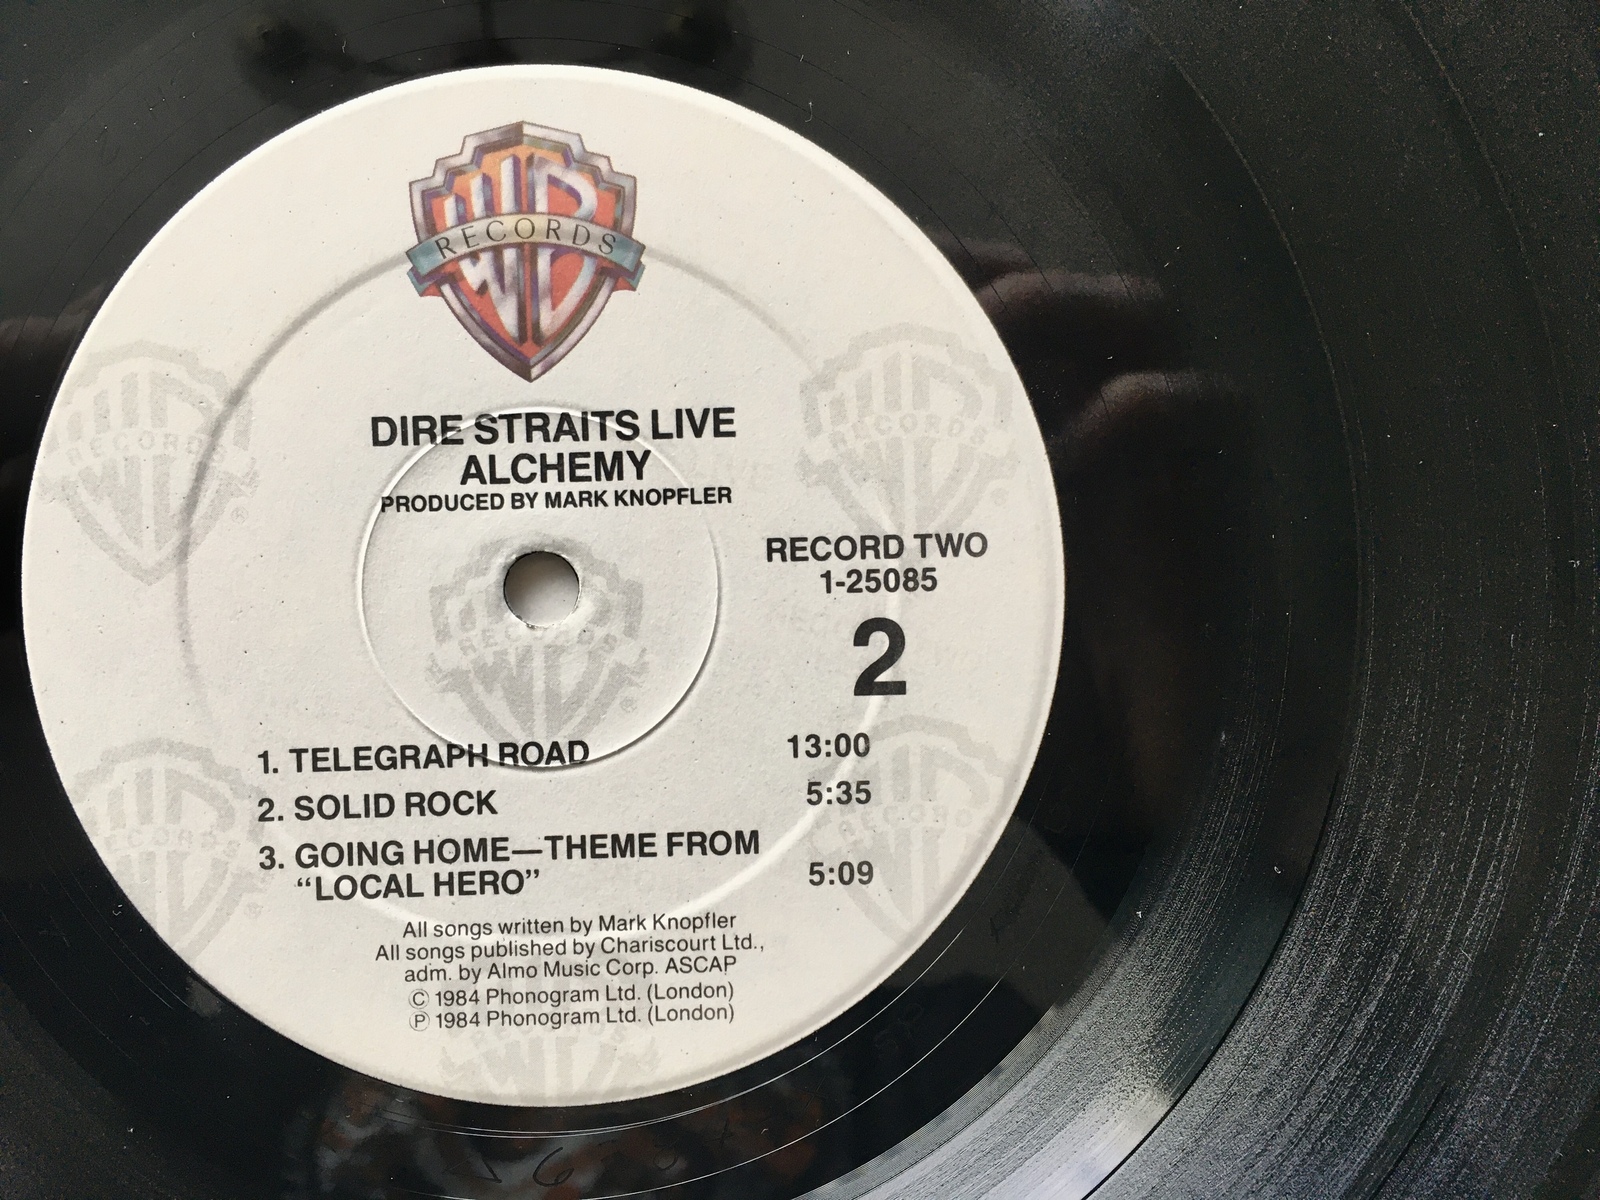 RECORDS
DIRE STRAITS LIVE
ALCHEMY
PRODUCED BY MARK KNOPFLER
RECORD TWO
1-25085
2
1. TELEGRAPH ROAD 13:00
2. SOLID ROCK 5:35
3. GOING HOME—THEME FROM
“LOCAL HERO” 5:09
All songs written by Mark Knopfler
All songs published by Chariscourt Ltd.,
adm. by Almo Music Corp. ASCAP
Ⓒ 1984 Phonogram Ltd. (London)
Ⓟ 1984 Phonogram Ltd. (London)